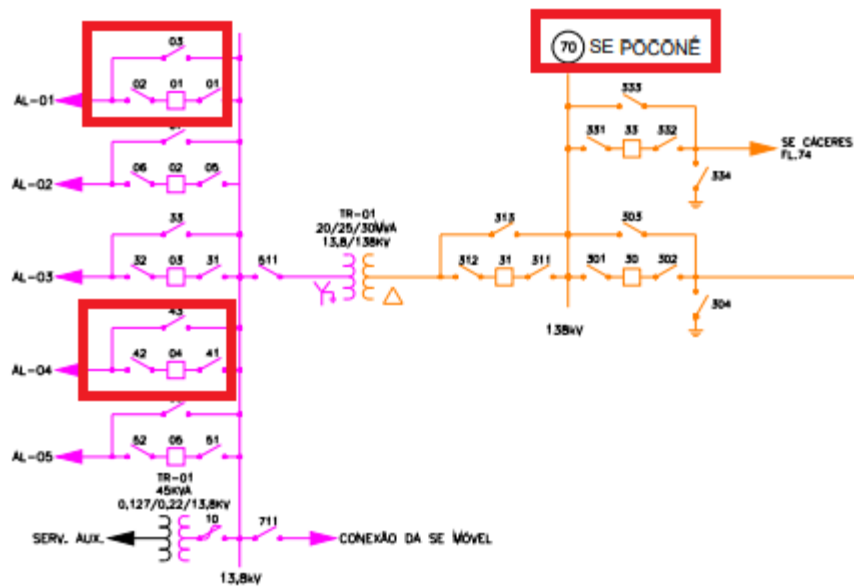 03
02 01 01
AL-01
06 02 05
AL-02
33
32 03 31
AL-03
511
43
42 04 41
AL-04
52 05 51
AL-05
TR-01
45KVA
0,127/0,22/13,8KV
10
711
SERV. AUX.
CONEXÃO DA SE MÓVEL
13,8kV
TR-01
20/25/30MVA
13,8/138KV
313
312 31 311
138kV
70 SE POCONÉ
333
331 33 332
SE CÁCERES
FL.74
334
303
301 30 302
304